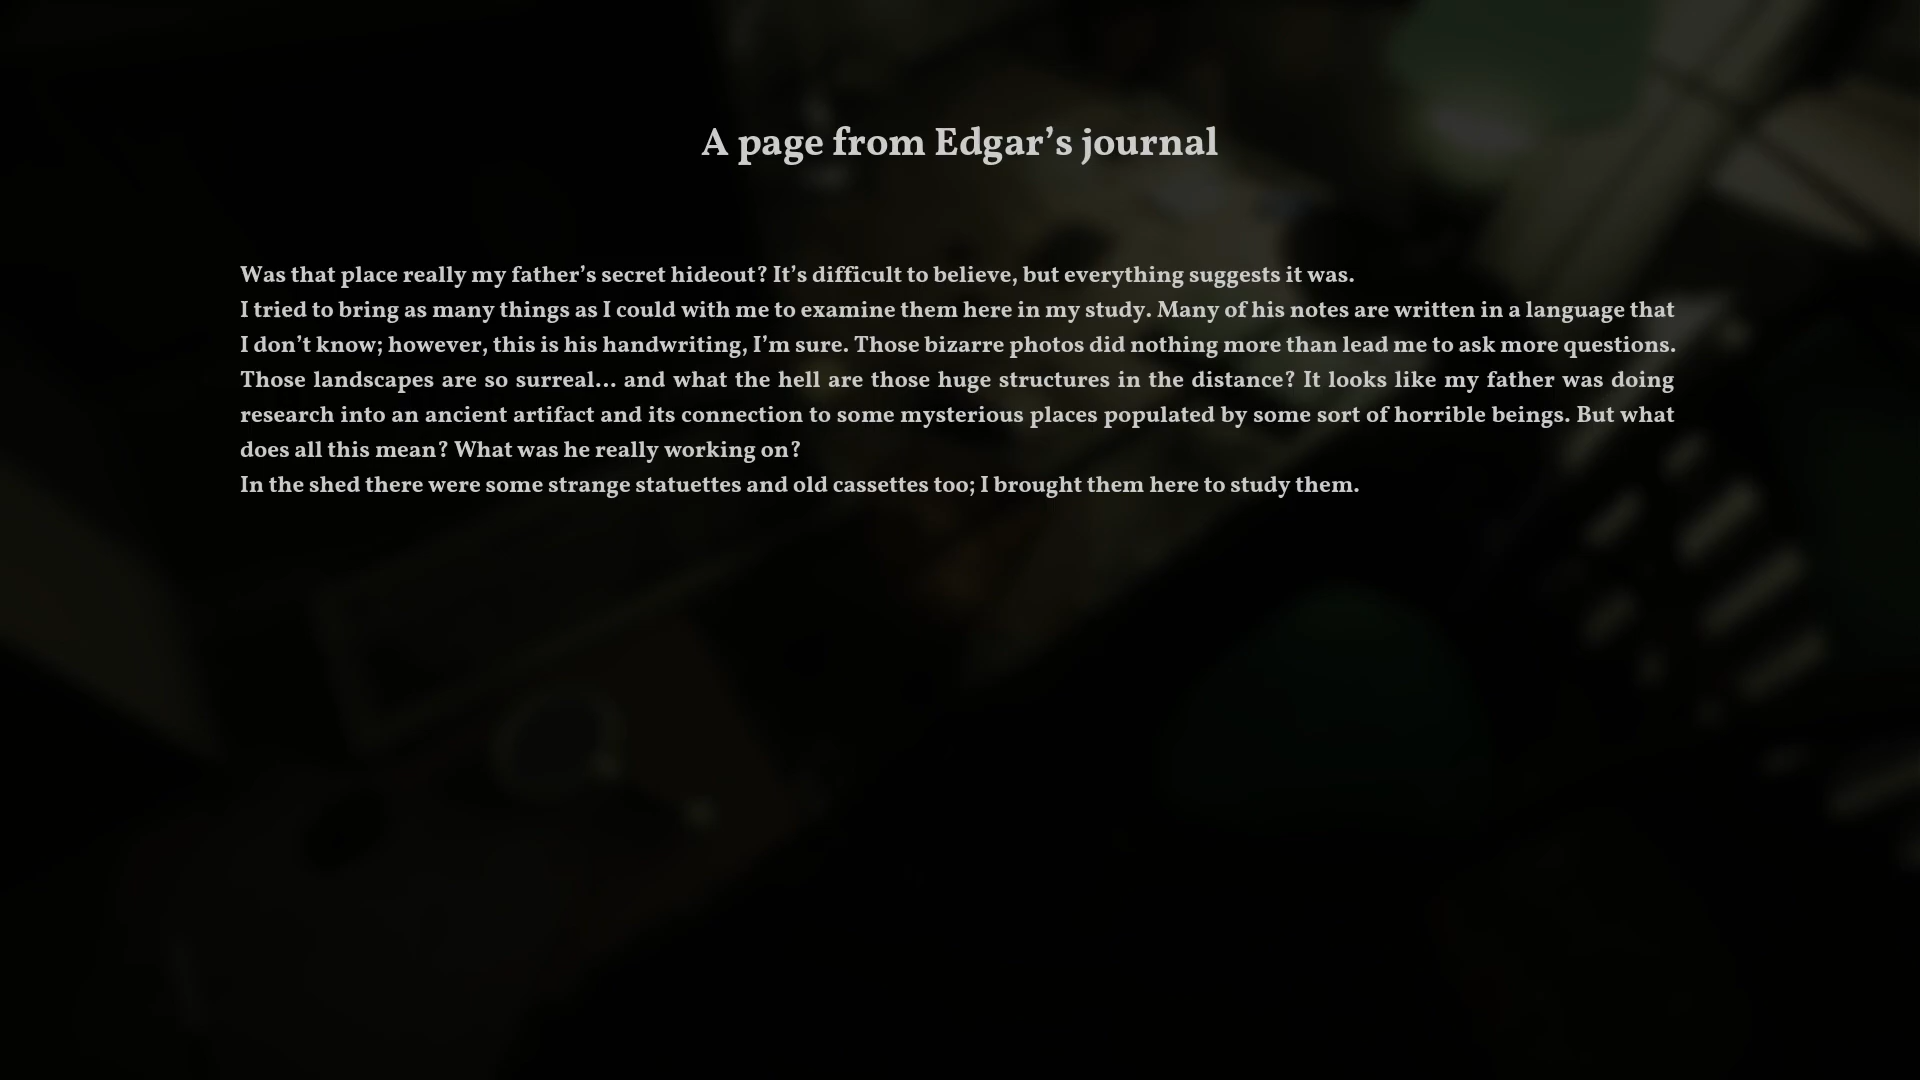 A page from Edgar’s journal
Was that place really my father’s secret hideout? It’s difficult to believe, but everything suggests it was.
I tried to bring as many things as I could with me to examine them here in my study. Many of his notes are written in a language that
I don’t know; however, this is his handwriting, I’m sure. Those bizarre photos did nothing more than lead me to ask more questions.
Those landscapes are so surreal... and what the hell are those huge structures in the distance? It looks like my father was doing
research into an ancient artifact and its connection to some mysterious places populated by some sort of horrible beings. But what
does all this mean? What was he really working on?
In the shed there were some strange statuettes and old cassettes too; I brought them here to study them.